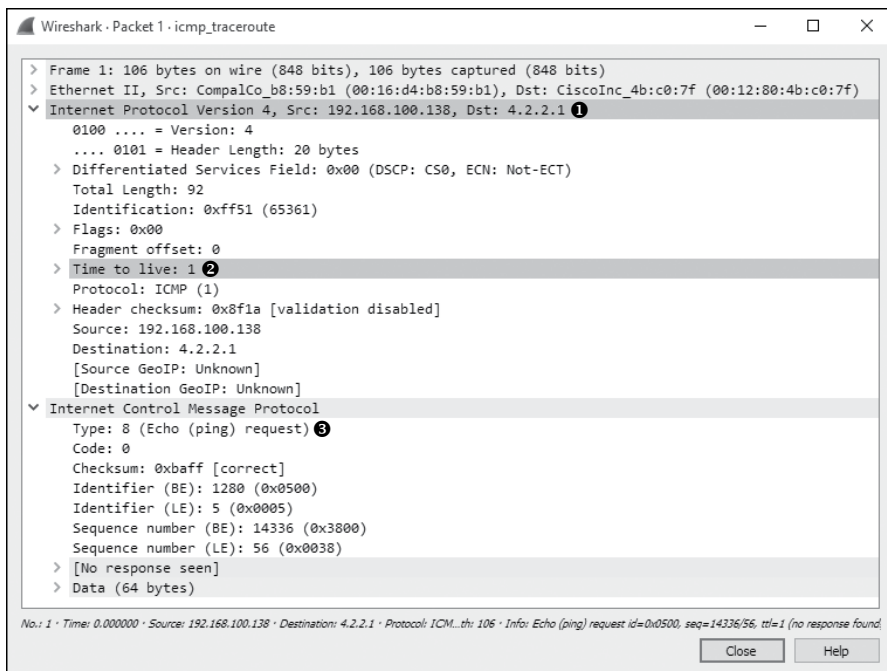 Wireshark · Packet 1 · icmp_traceroute
Frame 1: 106 bytes on wire (848 bits), 106 bytes captured (848 bits)
Ethernet II, Src: CompalCo_b8:59:b1 (00:16:d4:b8:59:b1), Dst: CiscoInc_4b:c0:7f (00:12:80:4b:c0:7f)
Internet Protocol Version 4, Src: 192.168.100.138, Dst: 4.2.2.1 ❶
0100 .... = Version: 4
.... 0101 = Header Length: 20 bytes
Differentiated Services Field: 0x00 (DSCP: CS0, ECN: Not-ECT)
Total Length: 92
Identification: 0xff51 (65361)
Flags: 0x00
Fragment offset: 0
Time to live: 1 ❷
Protocol: ICMP (1)
Header checksum: 0x8f1a [validation disabled]
Source: 192.168.100.138
Destination: 4.2.2.1
[Source GeoIP: Unknown]
[Destination GeoIP: Unknown]
Internet Control Message Protocol
Type: 8 (Echo (ping) request) ❸
Code: 0
Checksum: 0xbaff [correct]
Identifier (BE): 1280 (0x0500)
Identifier (LE): 5 (0x0005)
Sequence number (BE): 14336 (0x3800)
Sequence number (LE): 56 (0x0038)
[No response seen]
Data (64 bytes)
No.: 1 · Time: 0.000000 · Source: 192.168.100.138 · Destination: 4.2.2.1 · Protocol: ICM...th: 106 · Info: Echo (ping) request id=0x0500, seq=14336/56, ttl=1 (no response found
Close Help